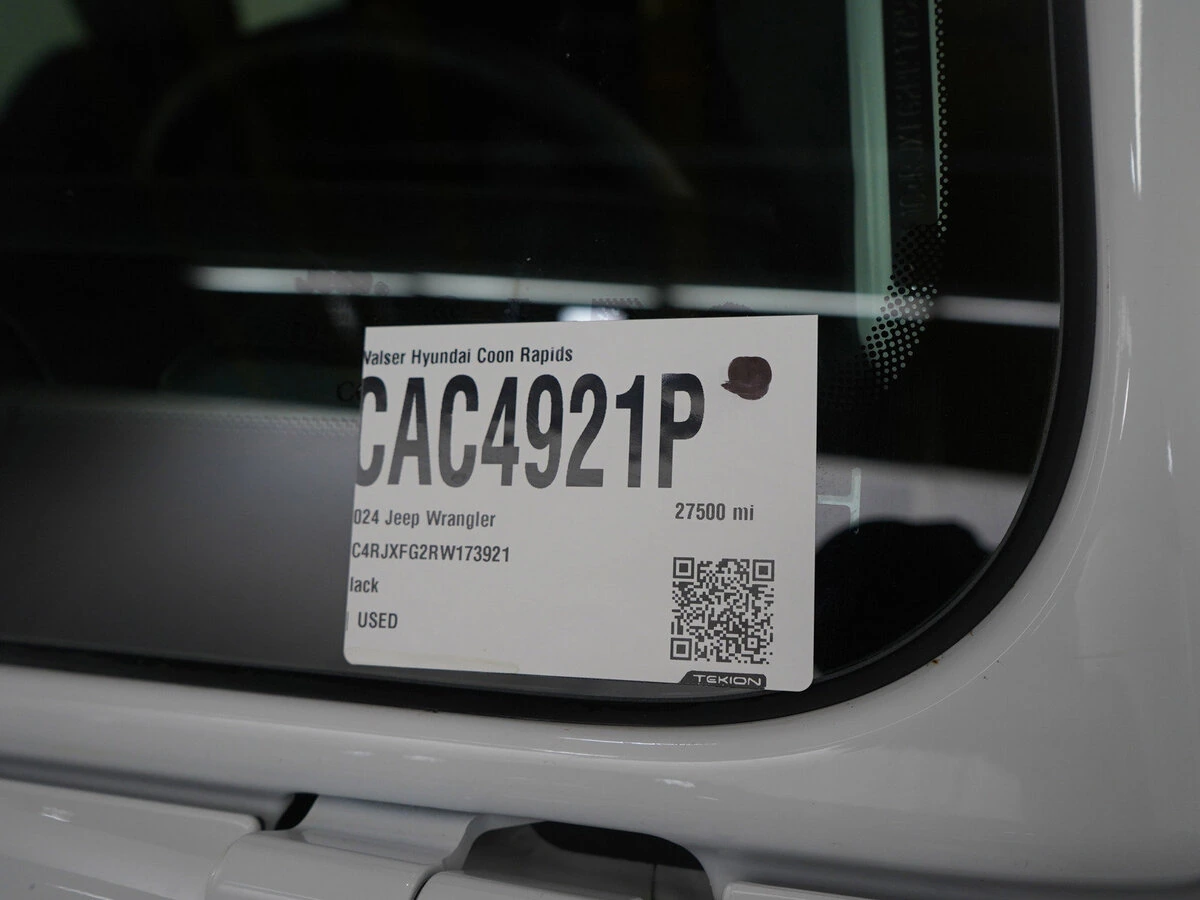 Walser Hyundai Coon Rapids
CAC4921P
024 Jeep Wrangler
27500 mi
C4RJXFG2RW173921
lack
USED
TEKION